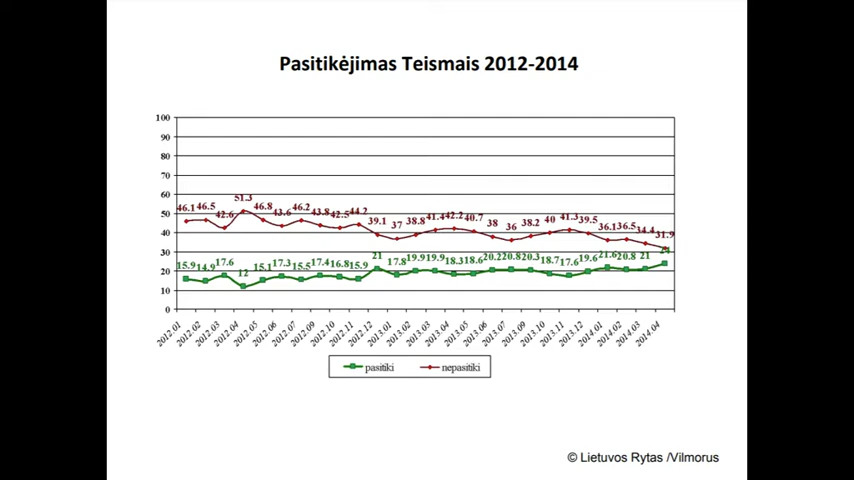 Pasitikėjimas Teismais 2012-2014
100
90
80
70
60
50
40
30
20
10
0
46.1 46.5 42.6 51.3 46.8 43.6 46.2 43.8 42.5 44.2 39.1 37 38.8 41.4 42.2 40.7 38 36 38.2 40 41.3 39.5 36.1 36.5 34.4 31.9
15.9 14.9 17.6 12 15.1 17.3 15.5 17.4 16.8 15.9 21 17.8 19.9 19.9 18.3 18.6 20.2 20.8 20.3 18.7 17.6 19.6 21.6 20.8 21 24
2012.01 2012.02 2012.03 2012.04 2012.05 2012.06 2012.07 2012.09 2012.10 2012.11 2012.12 2013.01 2013.02 2013.03 2013.04 2013.05 2013.06 2013.07 2013.09 2013.10 2013.11 2013.12 2014.01 2014.02 2014.03 2014.04
pasitiki nepasitiki
© Lietuvos Rytas /Vilmorus